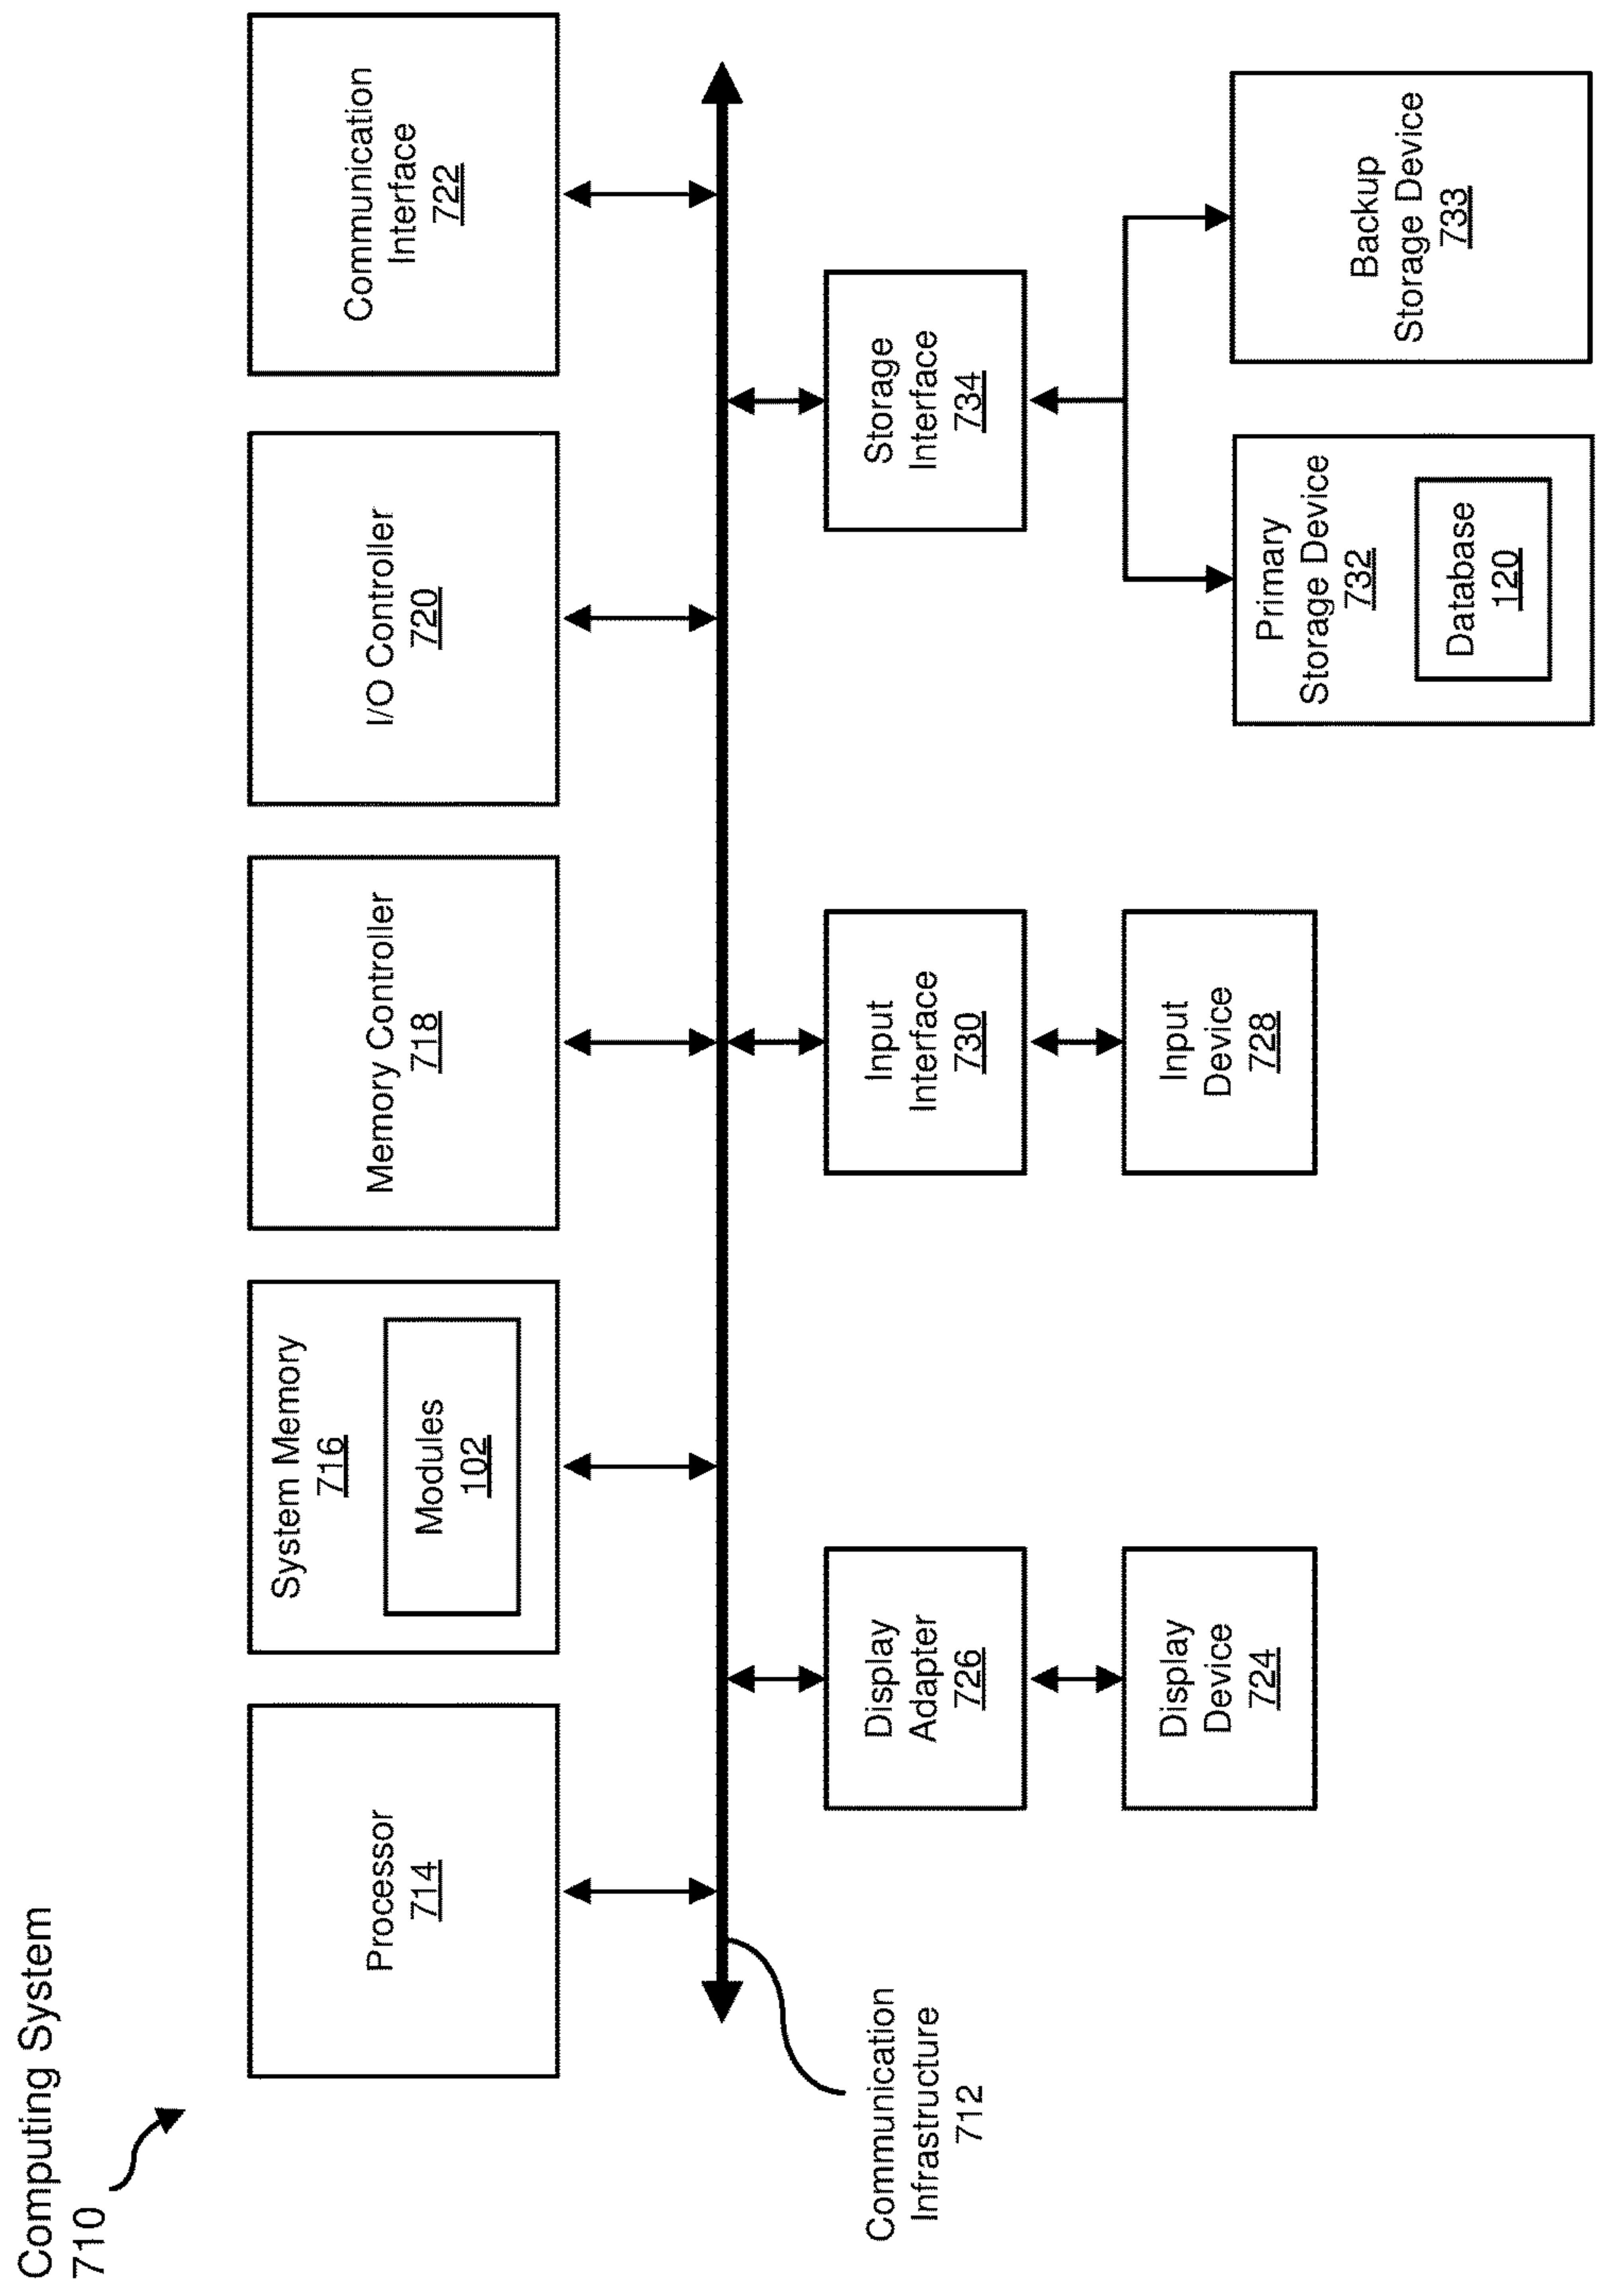 Computing System
710
Processor
714
System Memory
716
Modules
102
Memory Controller
718
I/O Controller
720
Communication
Interface
722
Communication
Infrastructure
712
Display
Adapter
726
Input
Interface
730
Storage
Interface
734
Display
Device
724
Input
Device
728
Primary
Storage Device
732
Database
120
Backup
Storage Device
733